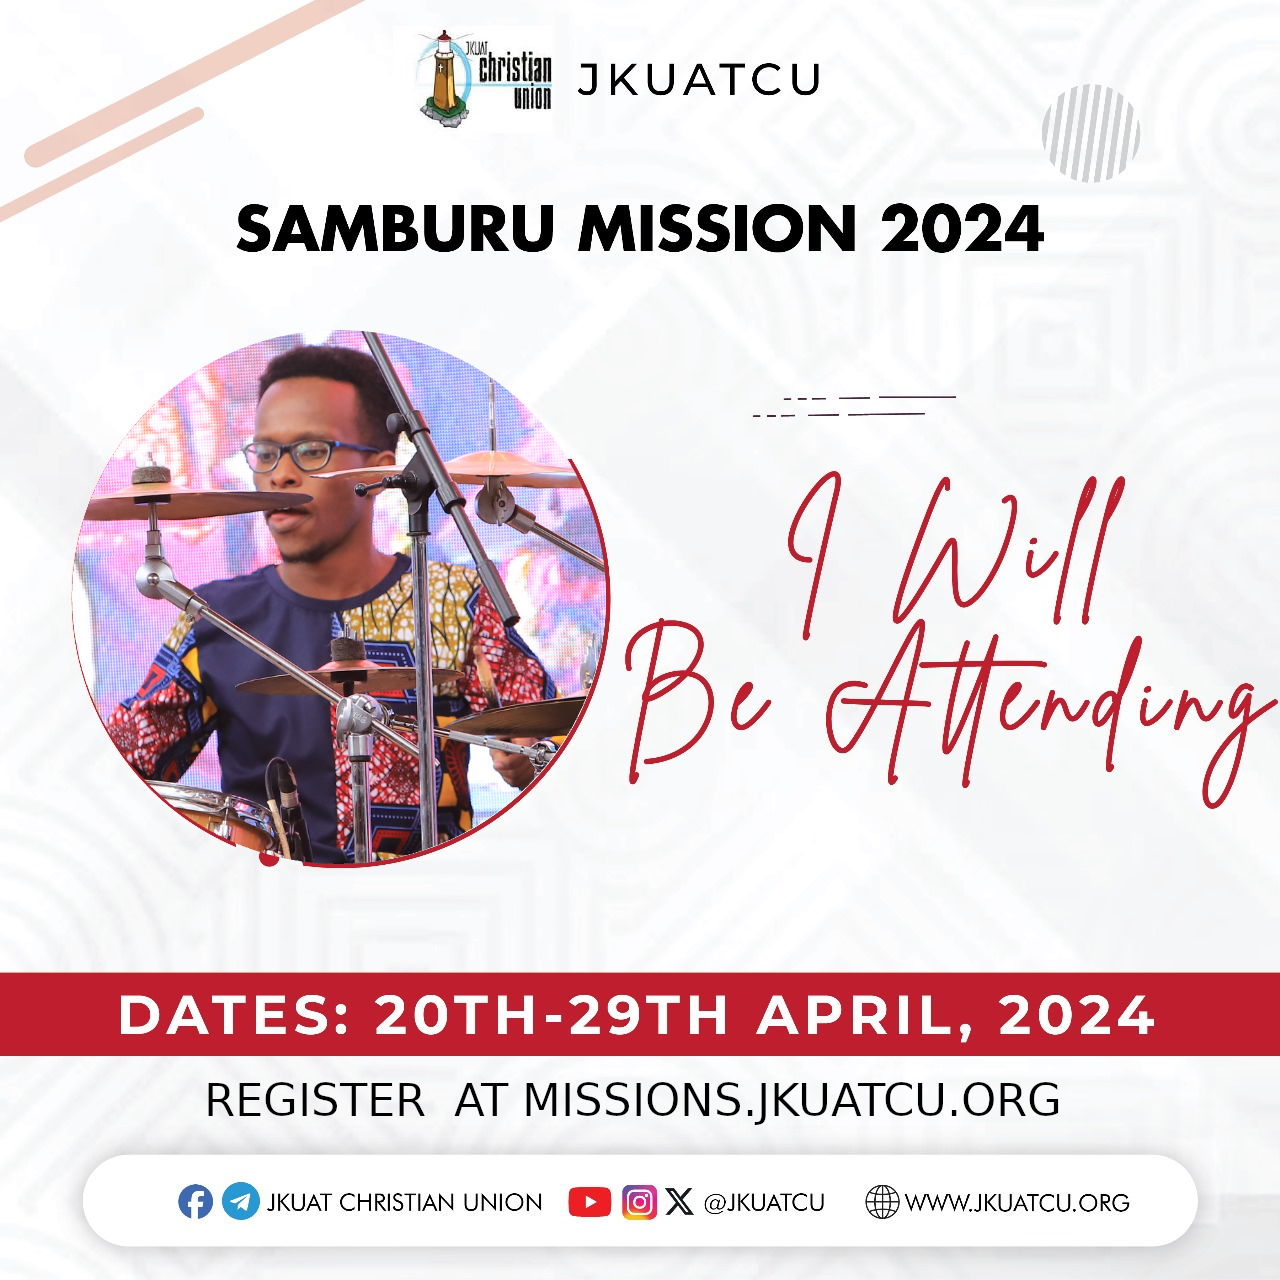 JKUAT
christian
union
JKUATCU
SAMBURU MISSION 2024
I Will
Be Attending
DATES: 20TH-29TH APRIL, 2024
REGISTER  AT MISSIONS.JKUATCU.ORG
JKUAT CHRISTIAN UNION @JKUATCU WWW.JKUATCU.ORG